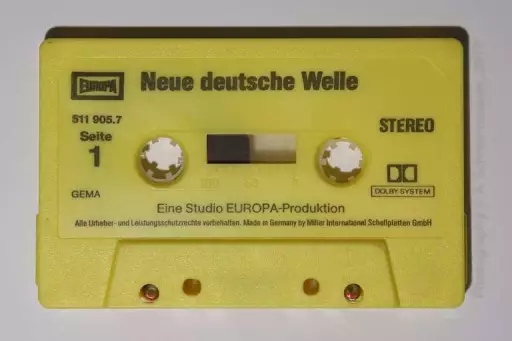 EUROPA
Neue deutsche Welle
511 905.7
Seite
1
STEREO
DOLBY SYSTEM
GEMA
Eine Studio EUROPA-Produktion
Alle Urheber- und Leistungsschutzrechte vorbehalten. Made in Germany by Miller International Schallplatten GmbH